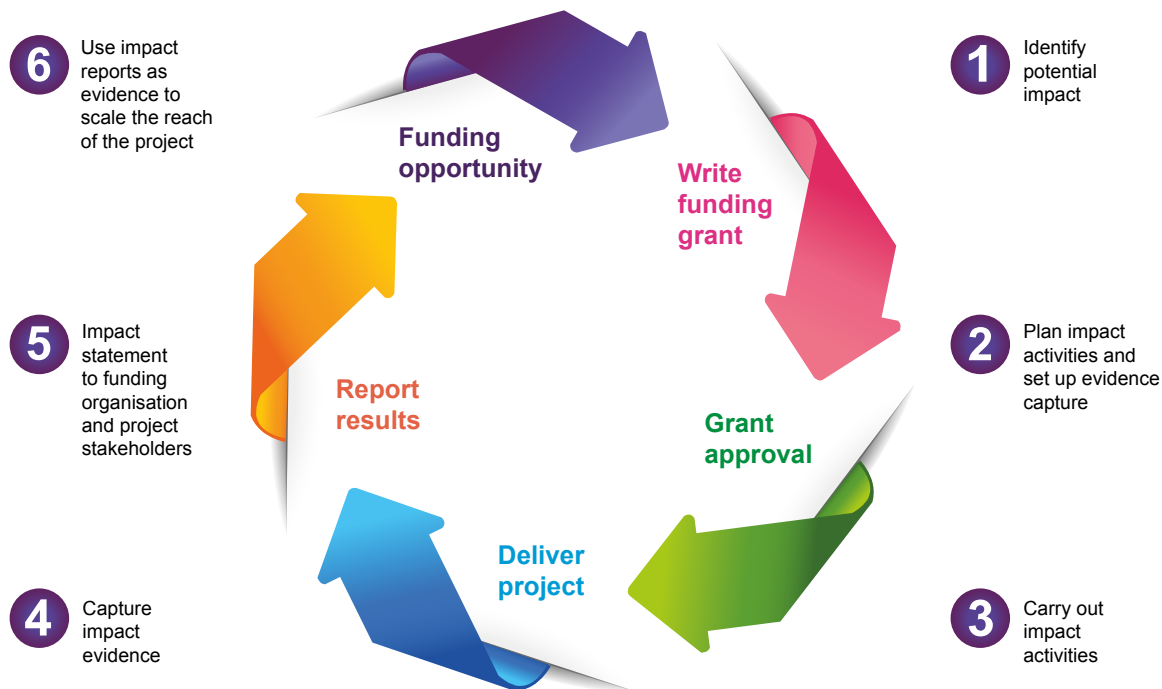 1
Identify
potential
impact
2
Plan impact
activities and
set up evidence
capture
3
Carry out
impact
activities
4
Capture
impact
evidence
5
Impact
statement
to funding
organisation
and project
stakeholders
6
Use impact
reports as
evidence to
scale the reach
of the project
Funding
opportunity
Write
funding
grant
Grant
approval
Deliver
project
Report
results